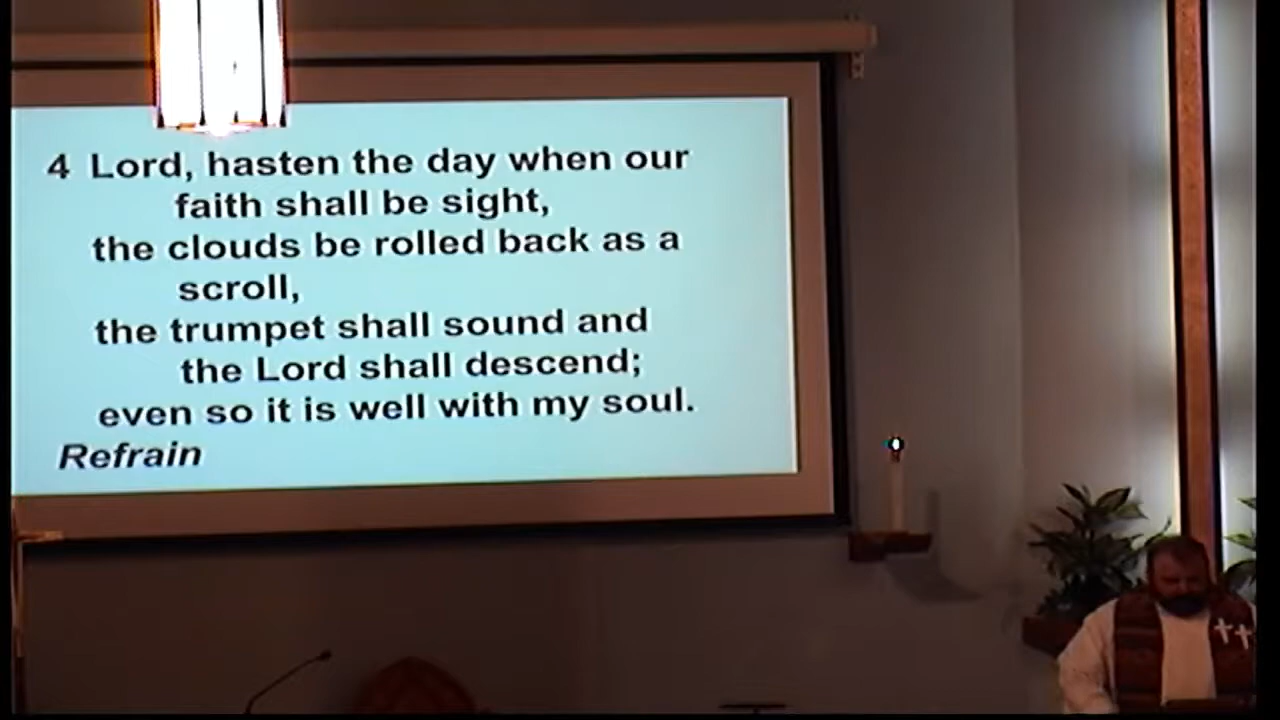 4 Lord, hasten the day when our
faith shall be sight,
the clouds be rolled back as a
scroll,
the trumpet shall sound and
the Lord shall descend;
even so it is well with my soul.
Refrain